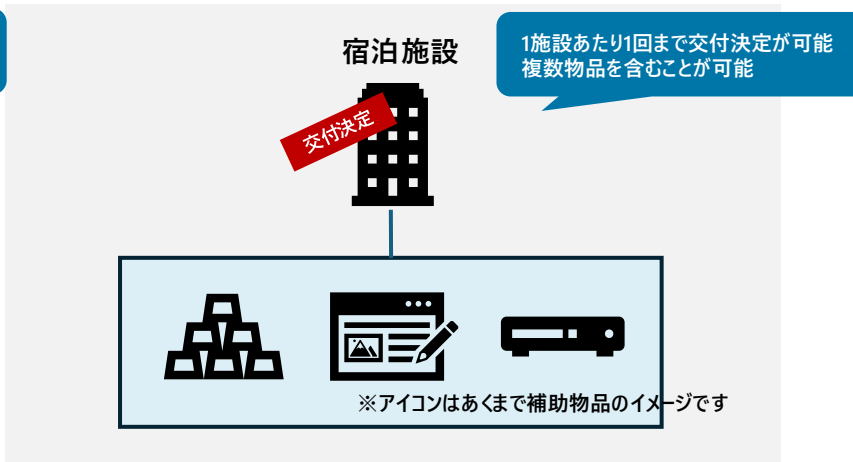 宿泊施設
1施設あたり1回まで交付決定が可能
複数物品を含むことが可能
交付決定
※アイコンはあくまで補助物品のイメージです